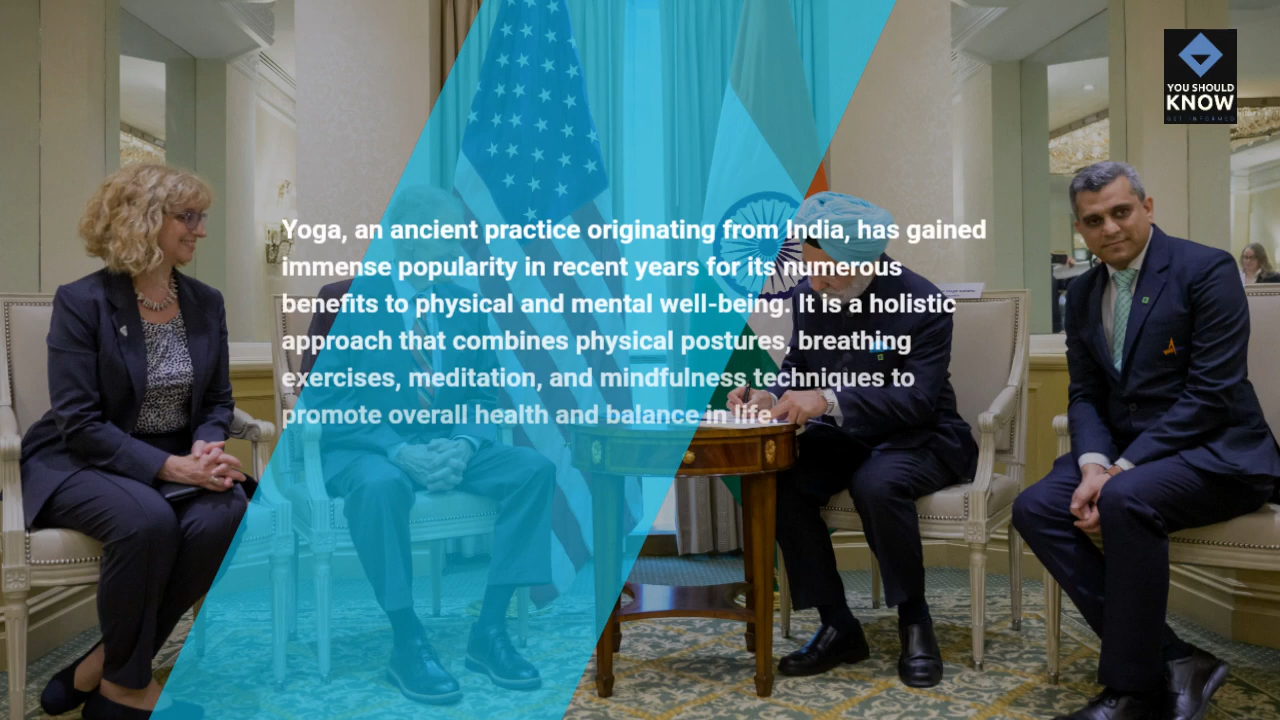 YOU SHOULD
KNOW
GET INFORMED
Yoga, an ancient practice originating from India, has gained
immense popularity in recent years for its numerous
benefits to physical and mental well-being. It is a holistic
approach that combines physical postures, breathing
exercises, meditation, and mindfulness techniques to
promote overall health and balance in life.